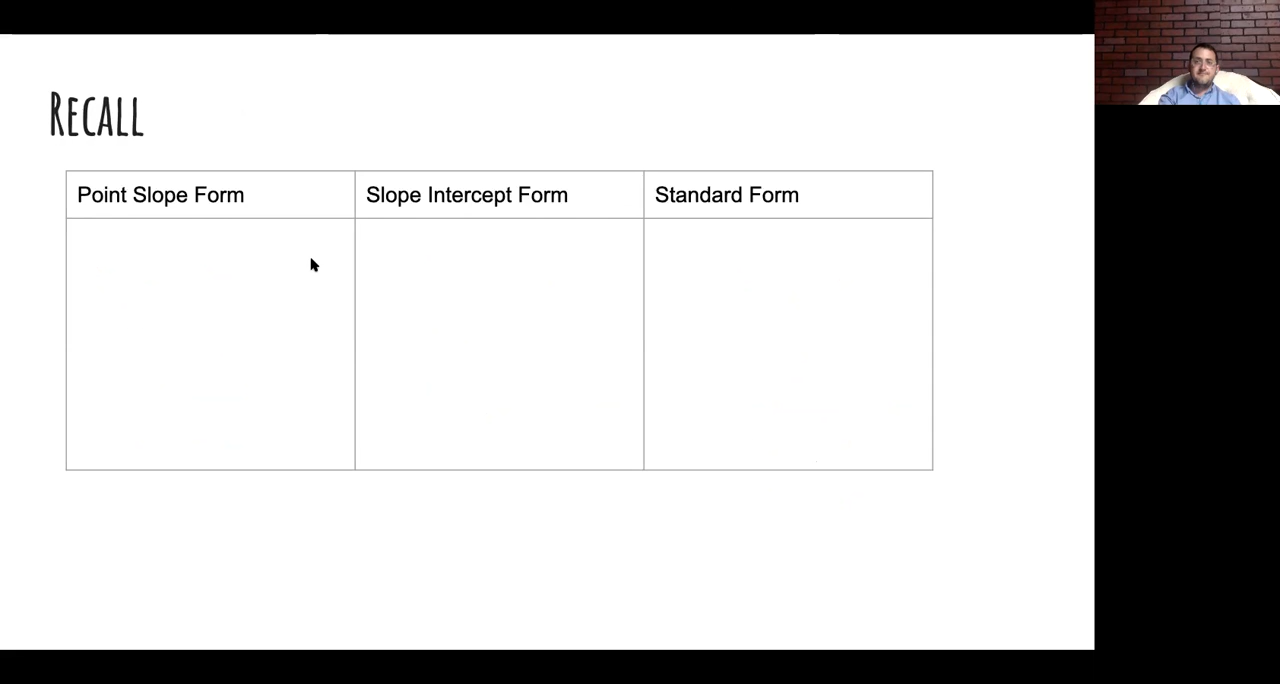 Recall
Point Slope Form
Slope Intercept Form
Standard Form